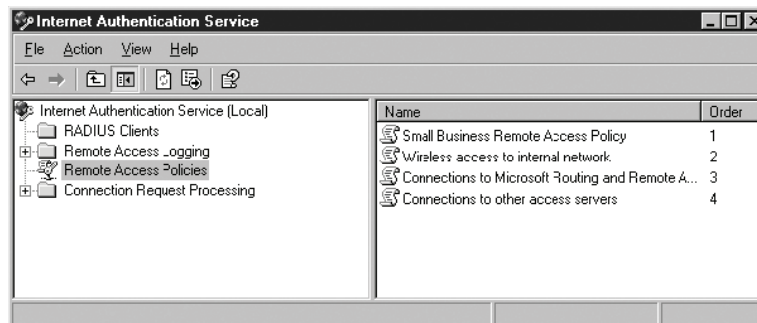 Internet Authentication Service
File Action View Help
Internet Authentication Service (Local)
RADIUS Clients
Remote Access Logging
Remote Access Policies
Connection Request Processing
Name Order
Small Business Remote Access Policy 1
Wireless access to internal network 2
Connections to Microsoft Routing and Remote A... 3
Connections to other access servers 4